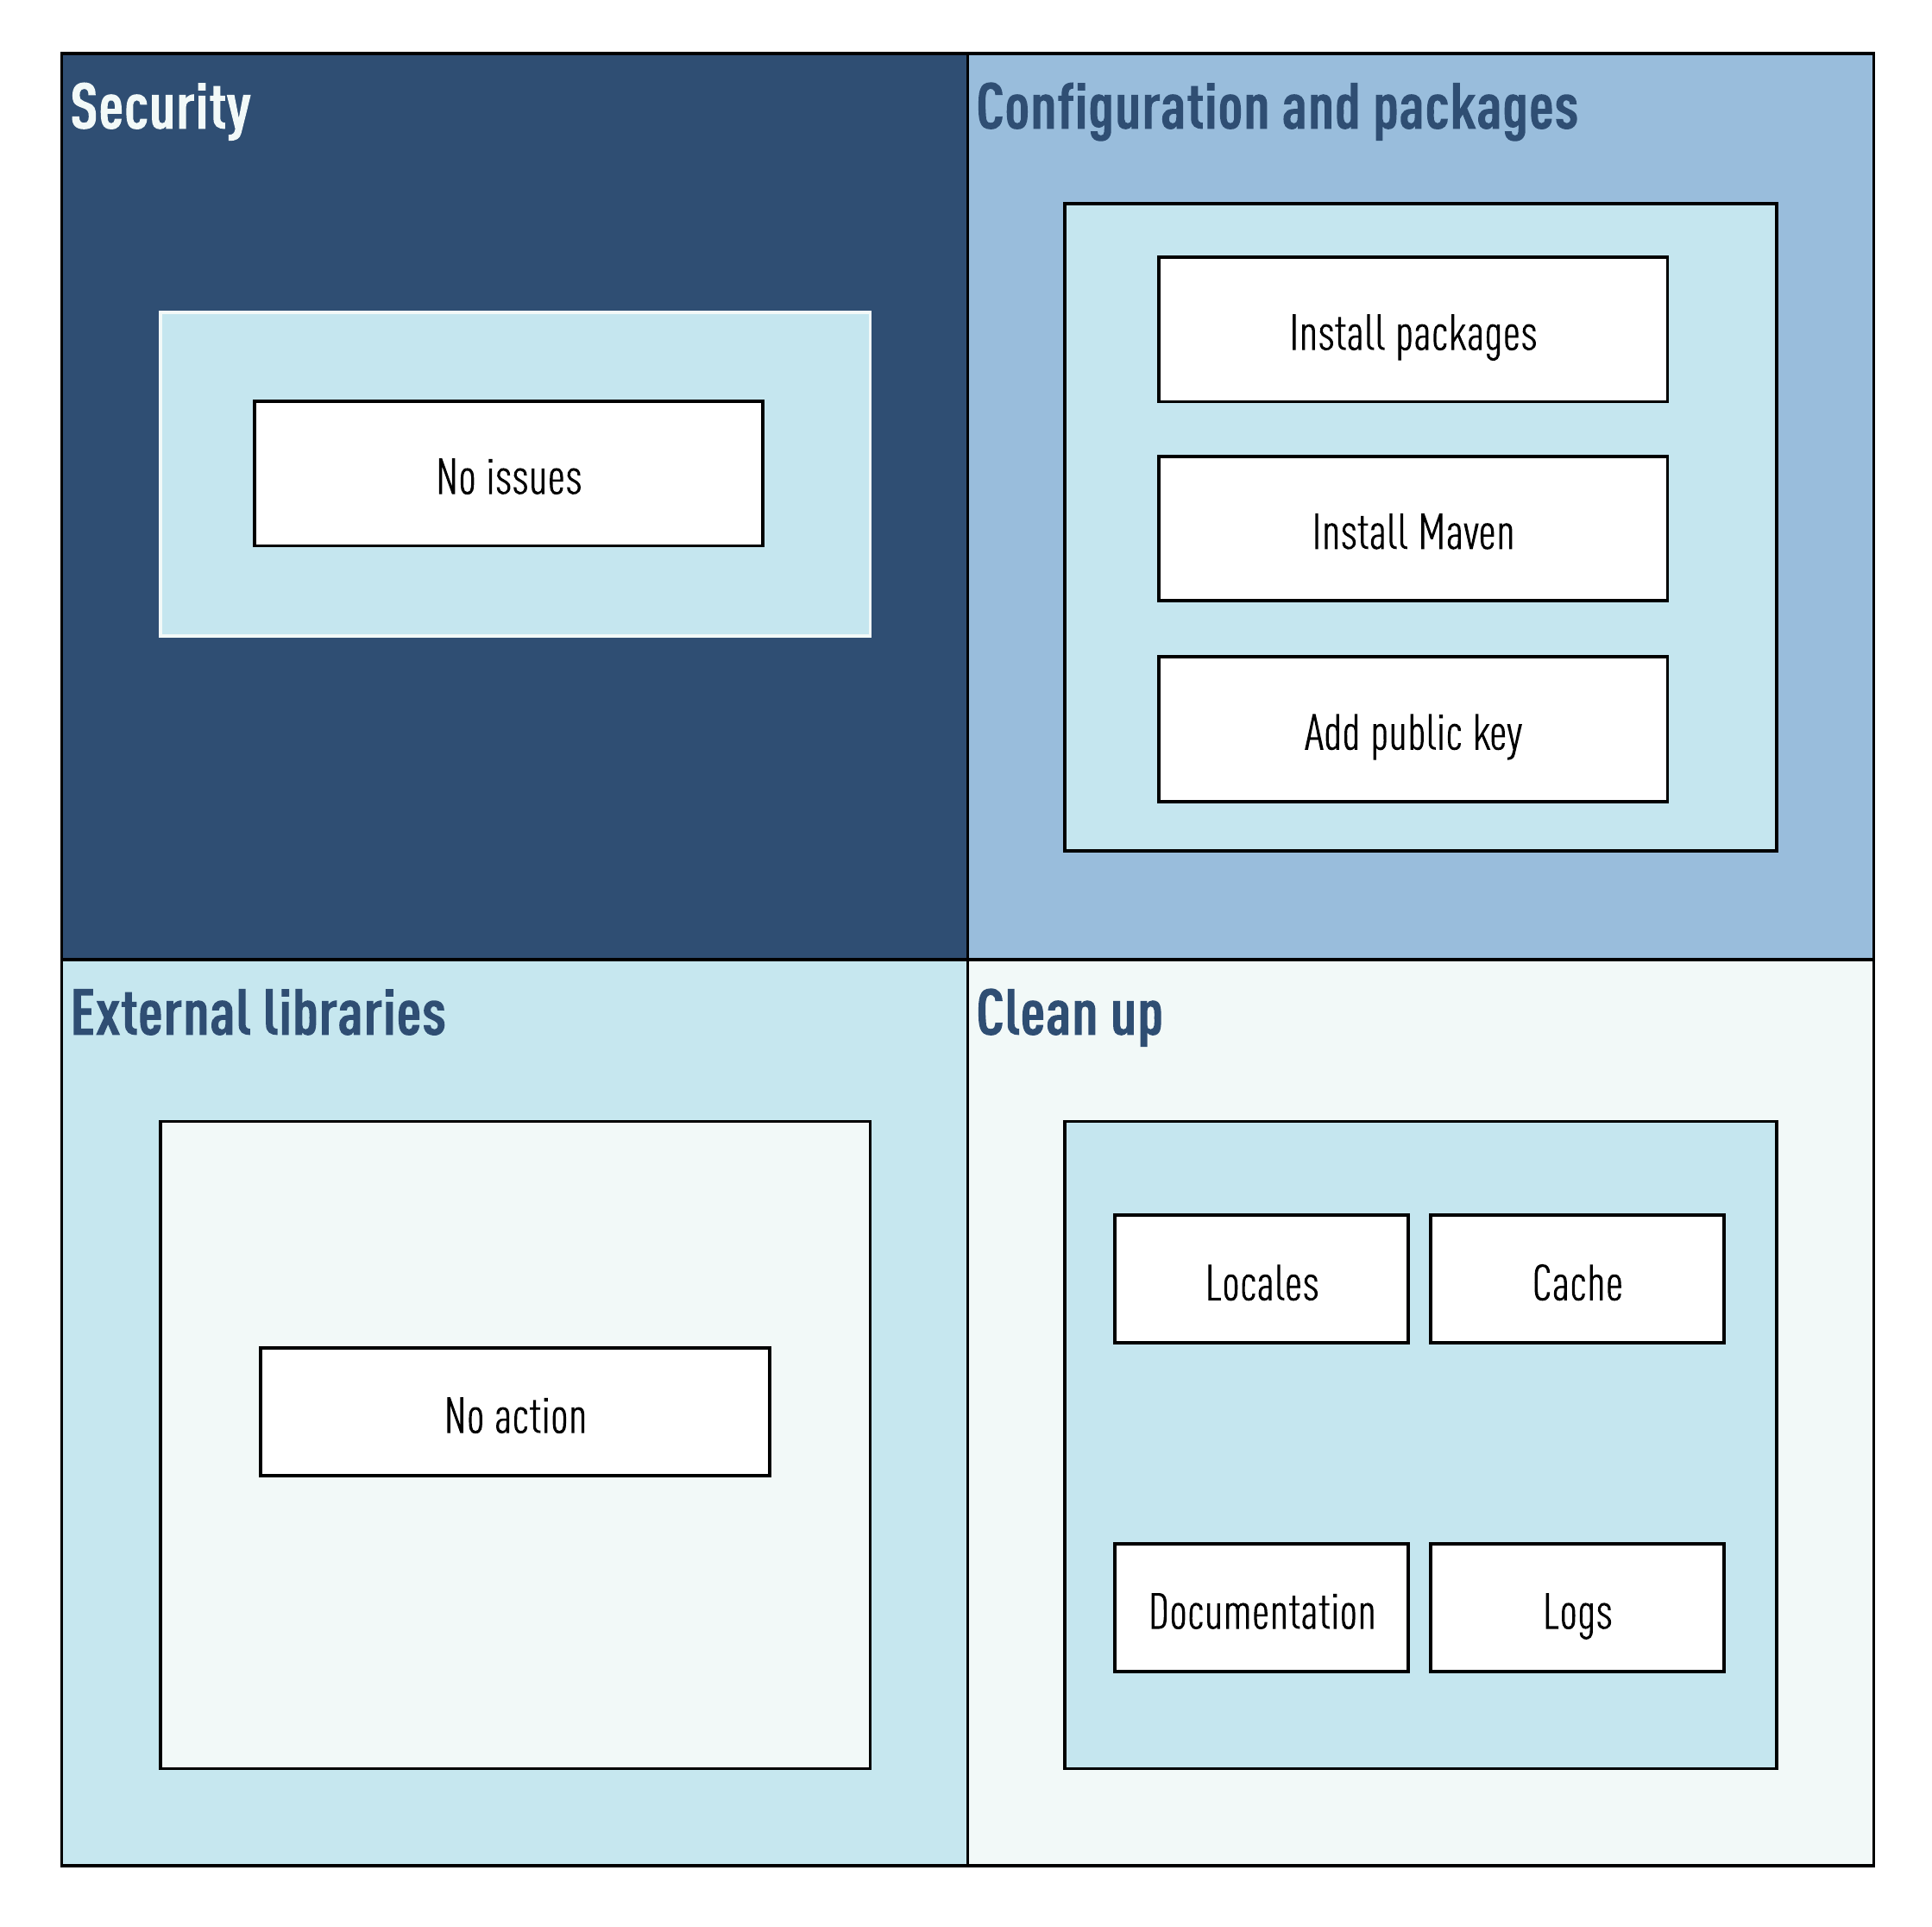 Security
No issues
Configuration and packages
Install packages
Install Maven
Add public key
External libraries
No action
Clean up
Locales
Cache
Documentation
Logs